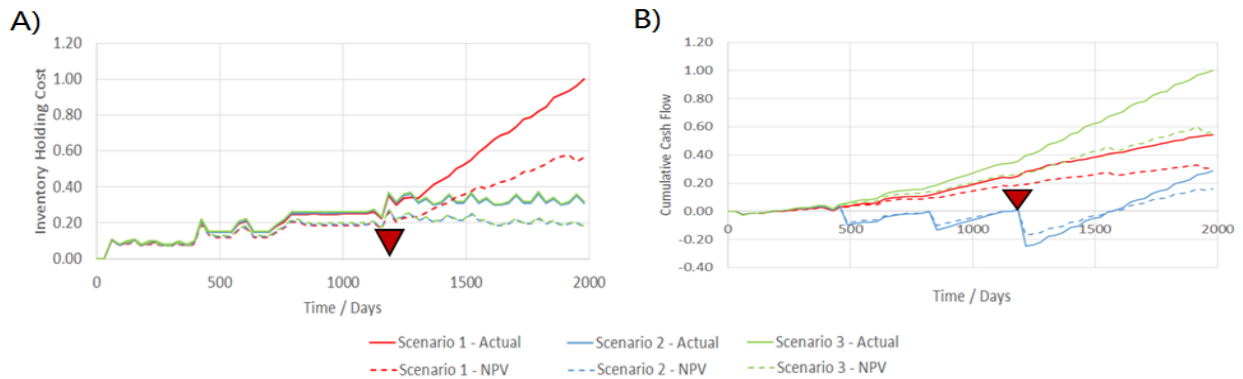 A)
1.20
1.00
0.80
0.60
0.40
0.20
0.00
Inventory Holding Cost
0 500 1000 1500 2000
Time / Days
B)
1.20
1.00
0.80
0.60
0.40
0.20
0.00
-0.20
-0.40
Cumulative Cash Flow
500 1000 1500 2000
Time / Days
Scenario 1 - Actual Scenario 2 - Actual Scenario 3 - Actual
Scenario 1 - NPV Scenario 2 - NPV Scenario 3 - NPV